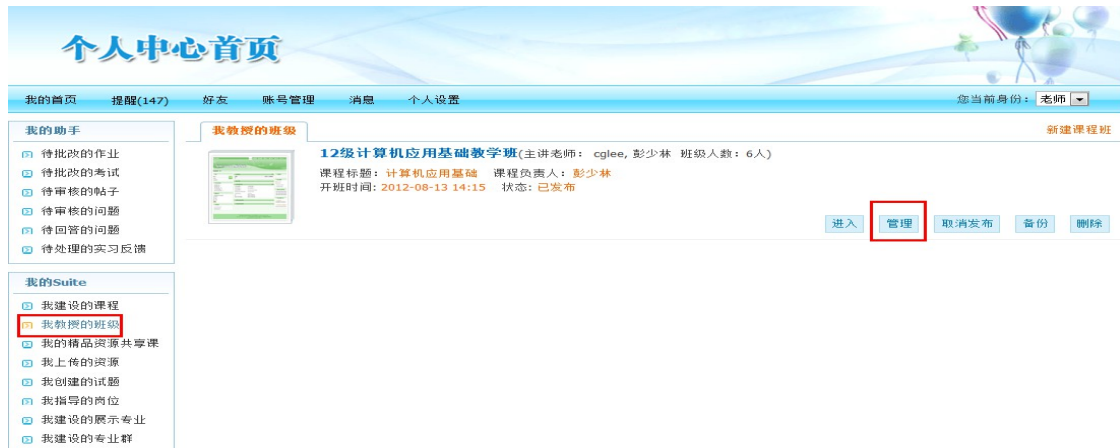 个人中心首页
我的首页 提醒(147) 好友 账号管理 消息 个人设置 您当前身份： 老师
我的助手
待批改的作业
待批改的考试
待审核的帖子
待审核的问题
待回答的问题
待处理的实习反馈
我的Suite
我建设的课程
我教授的班级
我的精品资源共享课
我上传的资源
我创建的试题
我指导的岗位
我建设的展示专业
我建设的专业群
我教授的班级 新建课程班
12级计算机应用基础教学班(主讲老师： cglee, 彭少林 班级人数：6人)
课程标题：计算机应用基础 课程负责人：彭少林
开班时间: 2012-08-13 14:15 状态: 已发布
进入 管理 取消发布 备份 删除